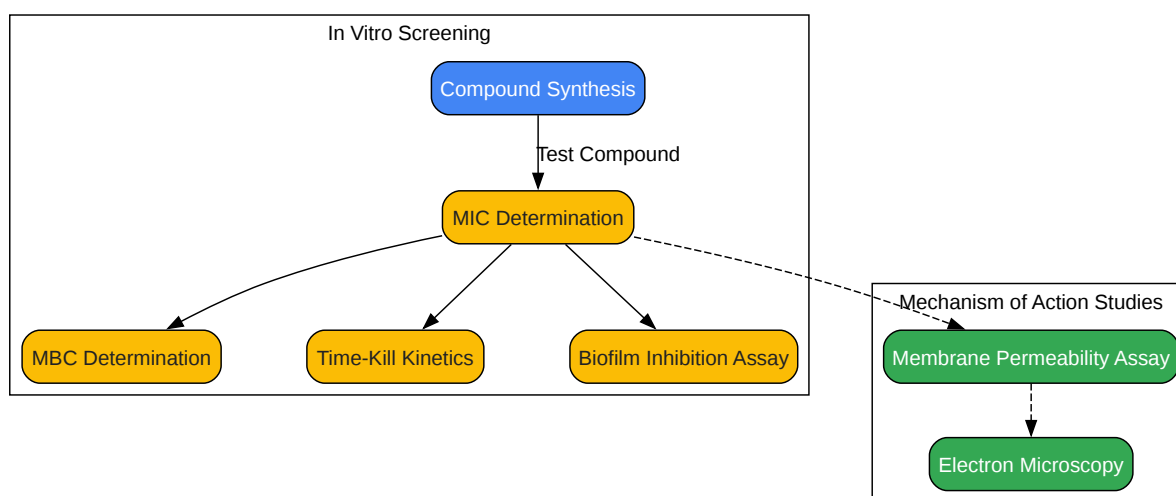 In Vitro Screening
Compound Synthesis
Test Compound
MIC Determination
Mechanism of Action Studies
MBC Determination
Time-Kill Kinetics
Biofilm Inhibition Assay
Membrane Permeability Assay
Electron Microscopy